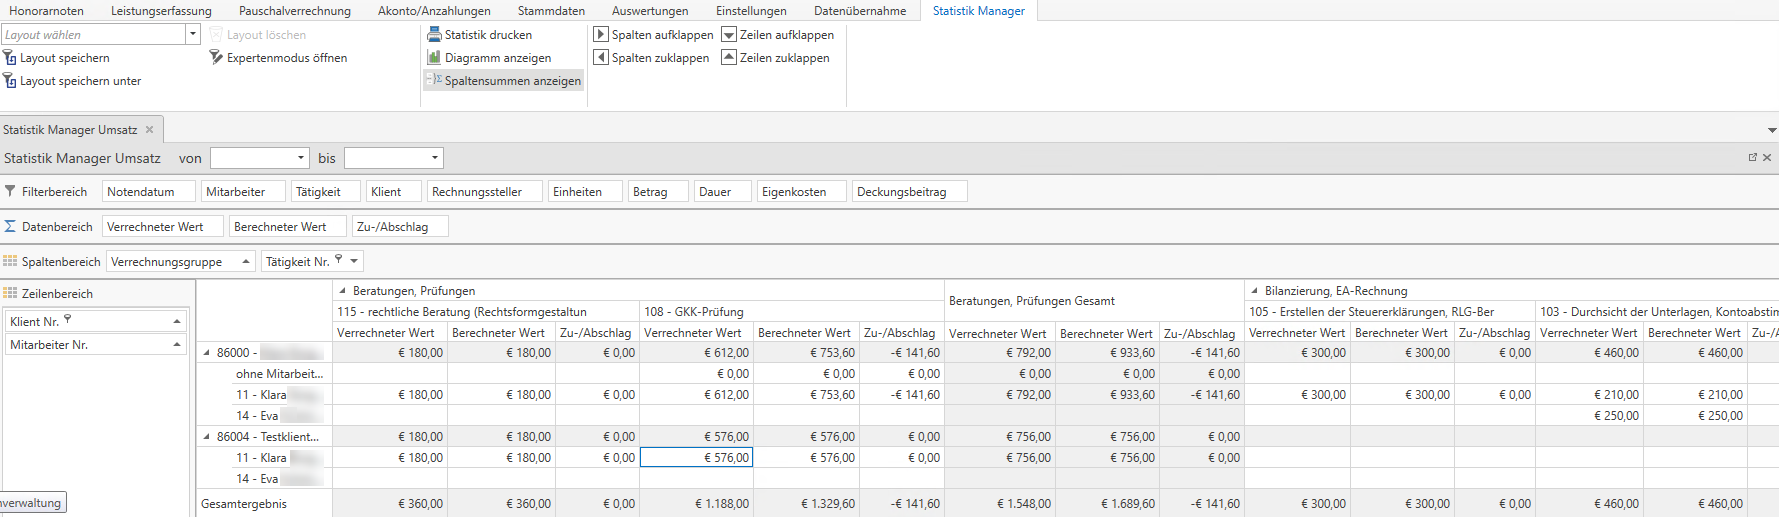 Honorarnoten Leistungserfassung Pauschalverrechnung Akonto/Anzahlungen Stammdaten Auswertungen Einstellungen Datenübernahme Statistik Manager
Layout wählen Layout löschen Statistik drucken Spalten aufklappen Zeilen aufklappen
Layout speichern Expertenmodus öffnen Diagramm anzeigen Spalten zuklappen Zeilen zuklappen
Layout speichern unter Spaltensummen anzeigen
Statistik Manager Umsatz
Statistik Manager Umsatz von bis
Filterbereich Notendatum Mitarbeiter Tätigkeit Klient Rechnungssteller Einheiten Betrag Dauer Eigenkosten Deckungsbeitrag
Datenbereich Verrechneter Wert Berechneter Wert Zu-/Abschlag
Spaltenbereich Verrechnungsgruppe Tätigkeit Nr.
Zeilenbereich Beratungen, Prüfungen Beratungen, Prüfungen Gesamt Bilanzierung, EA-Rechnung
Klient Nr. 115 - rechtliche Beratung (Rechtsformgestaltun 108 - GKK-Prüfung 105 - Erstellen der Steuererklärungen, RLG-Ber 103 - Durchsicht der Unterlagen, Kontoabstim
Mitarbeiter Nr. Verrechneter Wert Berechneter Wert Zu-/Abschlag Verrechneter Wert Berechneter Wert Zu-/Abschlag Verrechneter Wert Berechneter Wert Zu-/Abschlag Verrechneter Wert Berechneter Wert Zu-/Abschlag Verrechneter Wert Berechneter Wert Zu-/A
86000 - € 180,00 € 180,00 € 0,00 € 612,00 € 753,60 -€ 141,60 € 792,00 € 933,60 -€ 141,60 € 300,00 € 300,00 € 0,00 € 460,00 € 460,00
ohne Mitarbeit... € 0,00 € 0,00 € 0,00 € 0,00 € 0,00 € 0,00
11 - Klara € 180,00 € 180,00 € 0,00 € 612,00 € 753,60 -€ 141,60 € 792,00 € 933,60 -€ 141,60 € 300,00 € 300,00 € 0,00 € 210,00 € 210,00
14 - Eva € 250,00 € 250,00
86004 - Testklient... € 180,00 € 180,00 € 0,00 € 576,00 € 576,00 € 0,00 € 756,00 € 756,00 € 0,00
11 - Klara € 180,00 € 180,00 € 0,00 € 576,00 € 576,00 € 0,00 € 756,00 € 756,00 € 0,00
14 - Eva
nverwaltung Gesamtergebnis € 360,00 € 360,00 € 0,00 € 1.188,00 € 1.329,60 -€ 141,60 € 1.548,00 € 1.689,60 -€ 141,60 € 300,00 € 300,00 € 0,00 € 460,00 € 460,00